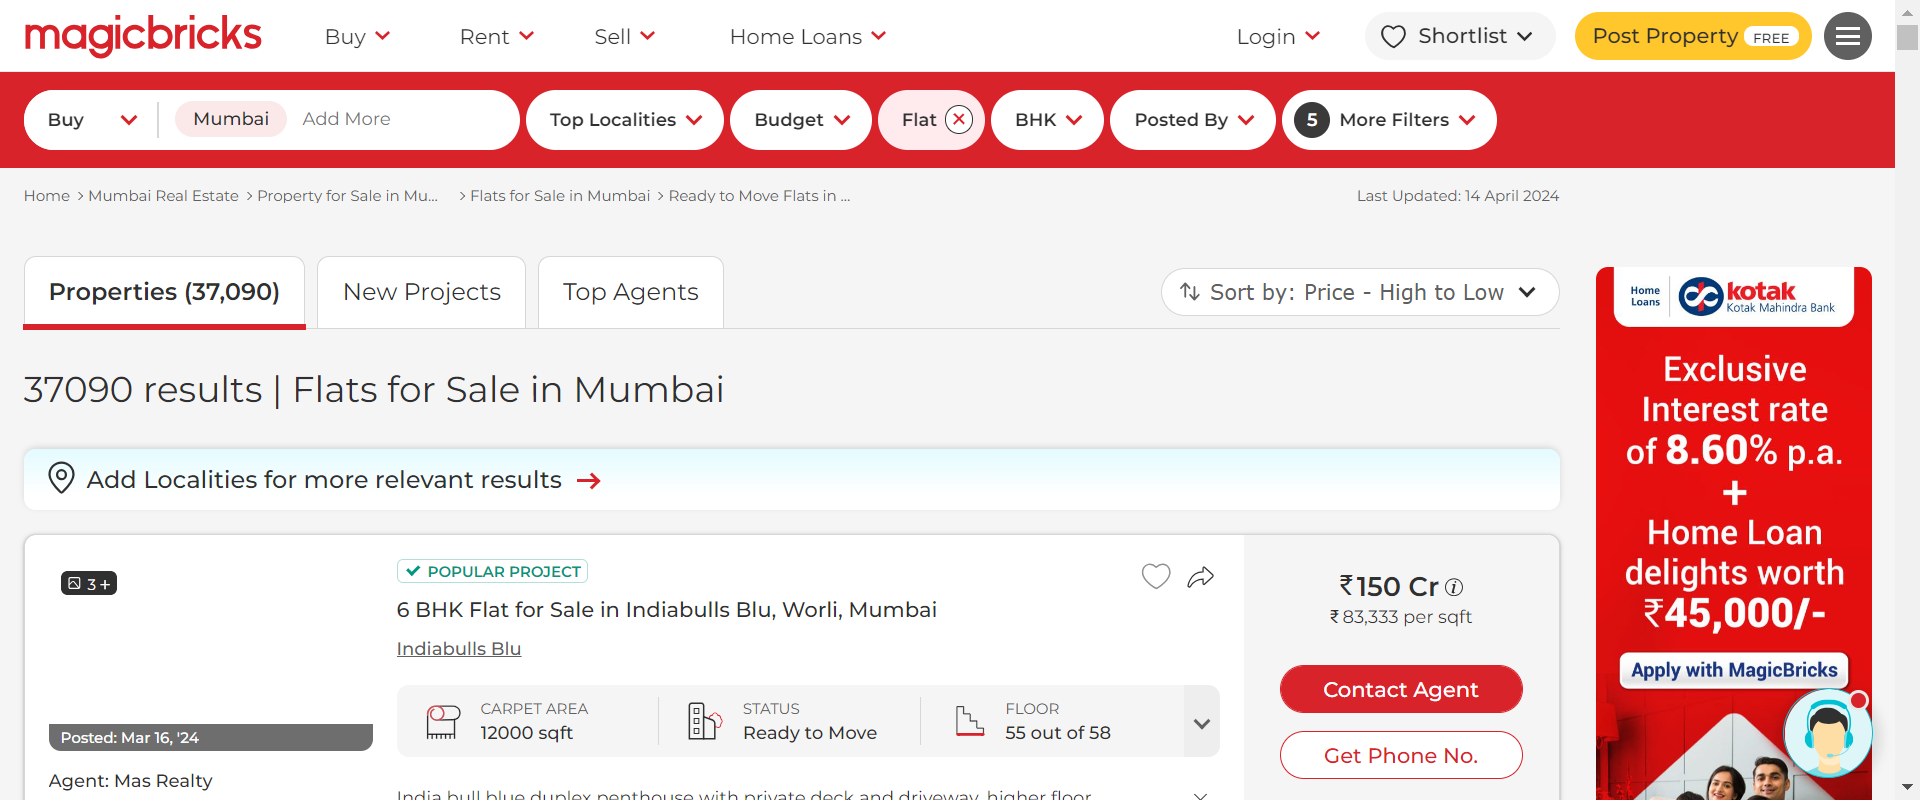 magicbricks
Buy
Rent
Sell
Home Loans
Login
Shortlist
Post Property FREE
Buy
Mumbai
Add More
Top Localities
Budget
Flat
BHK
Posted By
5 More Filters
Home > Mumbai Real Estate > Property for Sale in Mu... > Flats for Sale in Mumbai > Ready to Move Flats in ...
Last Updated: 14 April 2024
Properties (37,090)
New Projects
Top Agents
Sort by: Price - High to Low
37090 results | Flats for Sale in Mumbai
Add Localities for more relevant results
3+
Posted: Mar 16, '24
Agent: Mas Realty
POPULAR PROJECT
6 BHK Flat for Sale in Indiabulls Blu, Worli, Mumbai
Indiabulls Blu
CARPET AREA
12000 sqft
STATUS
Ready to Move
FLOOR
55 out of 58
India bull blue duplex penthouse with private deck and driveway, higher floor
₹150 Cr
₹83,333 per sqft
Contact Agent
Get Phone No.
Home
Loans
kotak
Kotak Mahindra Bank
Exclusive
Interest rate
of 8.60% p.a.
+
Home Loan
delights worth
₹45,000/-
Apply with MagicBricks